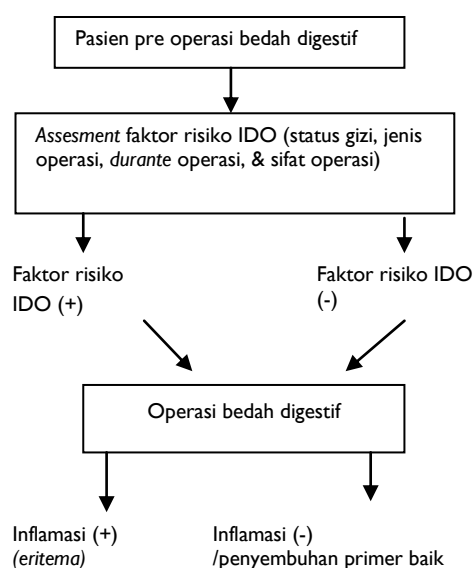 Pasien pre operasi bedah digestif
Assesment faktor risiko IDO (status gizi, jenis
operasi, durante operasi, & sifat operasi)
Faktor risiko
IDO (+)
Faktor risiko IDO
(-)
Operasi bedah digestif
Inflamasi (+)
(eritema)
Inflamasi (-)
/penyembuhan primer baik